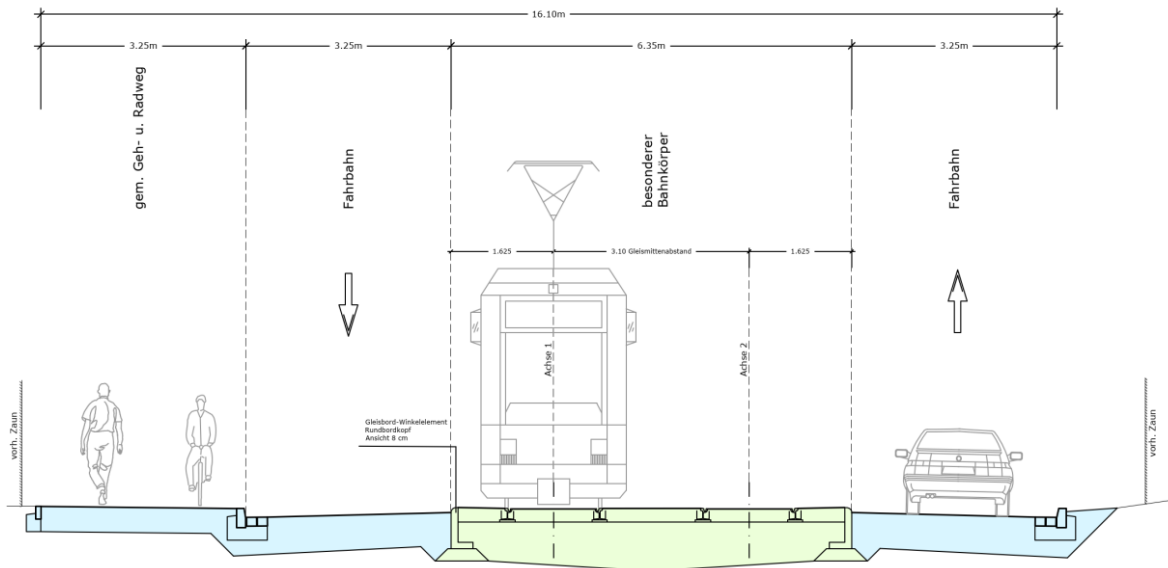 16.10m
3.25m
3.25m
6.35m
3.25m
gem. Geh- u. Radweg
Fahrbahn
besonderer
Bahnkörper
Fahrbahn
1.625
3.10 Gleismittenabstand
1.625
Achse 1
Achse 2
vorh. Zaun
Gleisbord-Winkelelement
Rundbordkopf
Ansicht 8 cm
vorh. Zaun